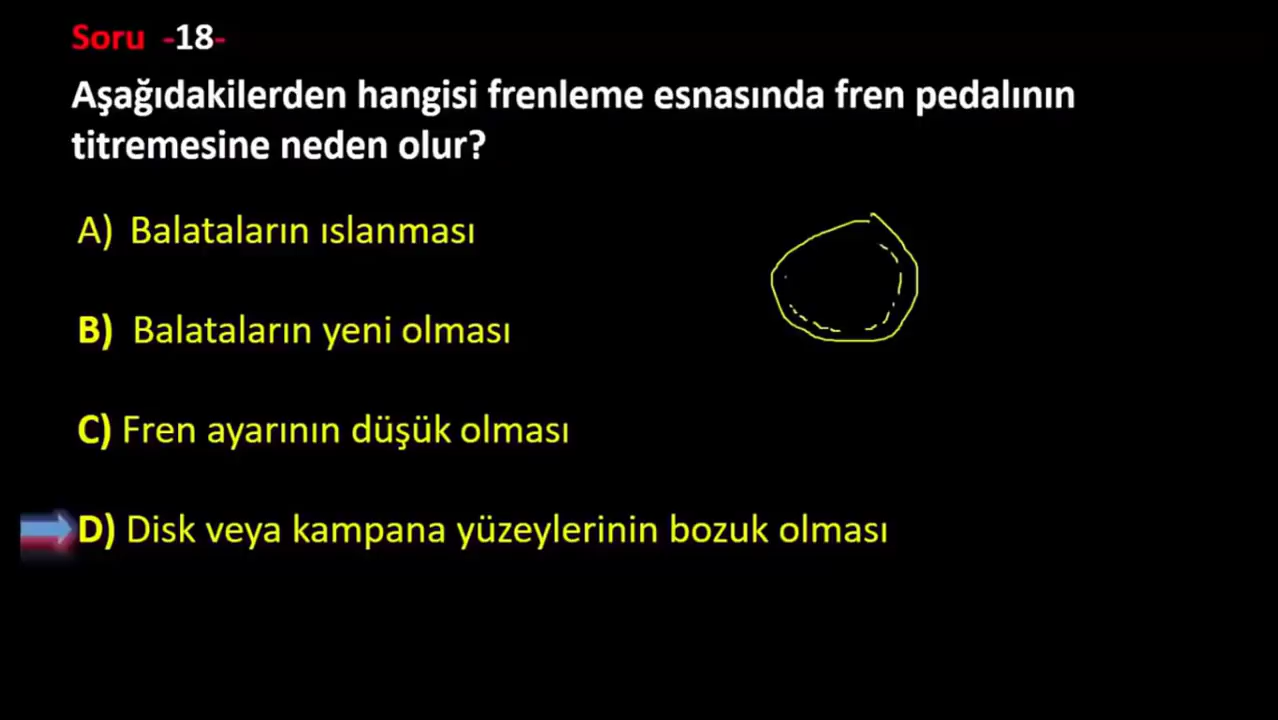 Soru -18-
Aşağıdakilerden hangisi frenleme esnasında fren pedalının
titremesine neden olur?
A) Balataların ıslanması
B) Balataların yeni olması
C) Fren ayarının düşük olması
D) Disk veya kampana yüzeylerinin bozuk olması